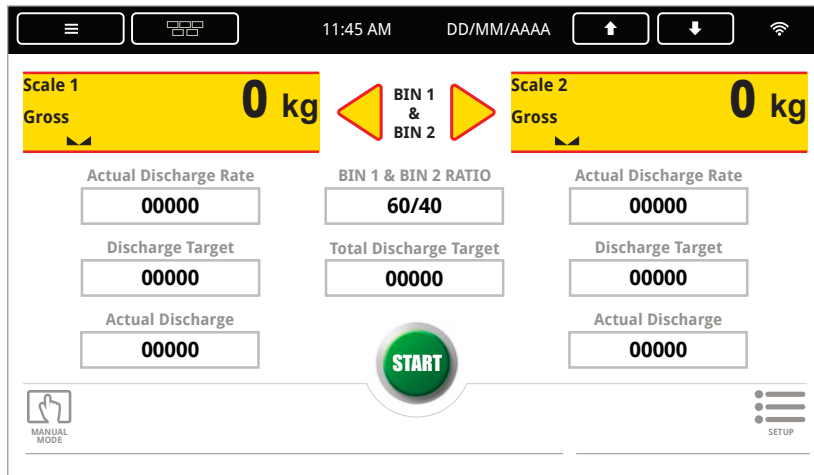 11:45 AM DD/MM/AAAA
Scale 1
0 kg
Gross
BIN 1
&
BIN 2
Scale 2
0 kg
Gross
Actual Discharge Rate BIN 1 & BIN 2 RATIO Actual Discharge Rate
00000 60/40 00000
Discharge Target Total Discharge Target Discharge Target
00000 00000 00000
Actual Discharge Actual Discharge
00000 00000
START
MANUAL
MODE
SETUP